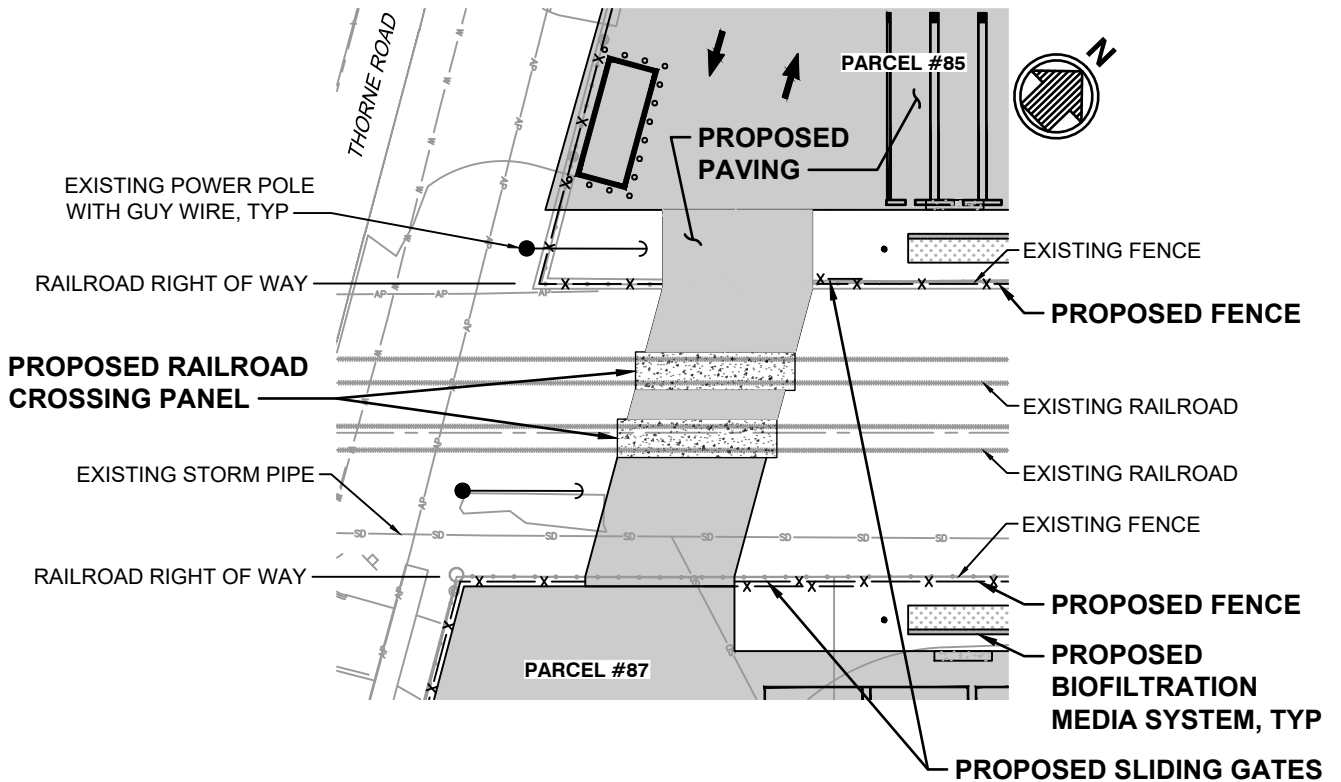 THORNE ROAD
PARCEL #85
N
PROPOSED
PAVING
EXISTING POWER POLE
WITH GUY WIRE, TYP
EXISTING FENCE
RAILROAD RIGHT OF WAY
PROPOSED FENCE
PROPOSED RAILROAD
CROSSING PANEL
EXISTING RAILROAD
EXISTING RAILROAD
EXISTING STORM PIPE
EXISTING FENCE
RAILROAD RIGHT OF WAY
PROPOSED FENCE
PARCEL #87
PROPOSED
BIOFILTRATION
MEDIA SYSTEM, TYP
PROPOSED SLIDING GATES